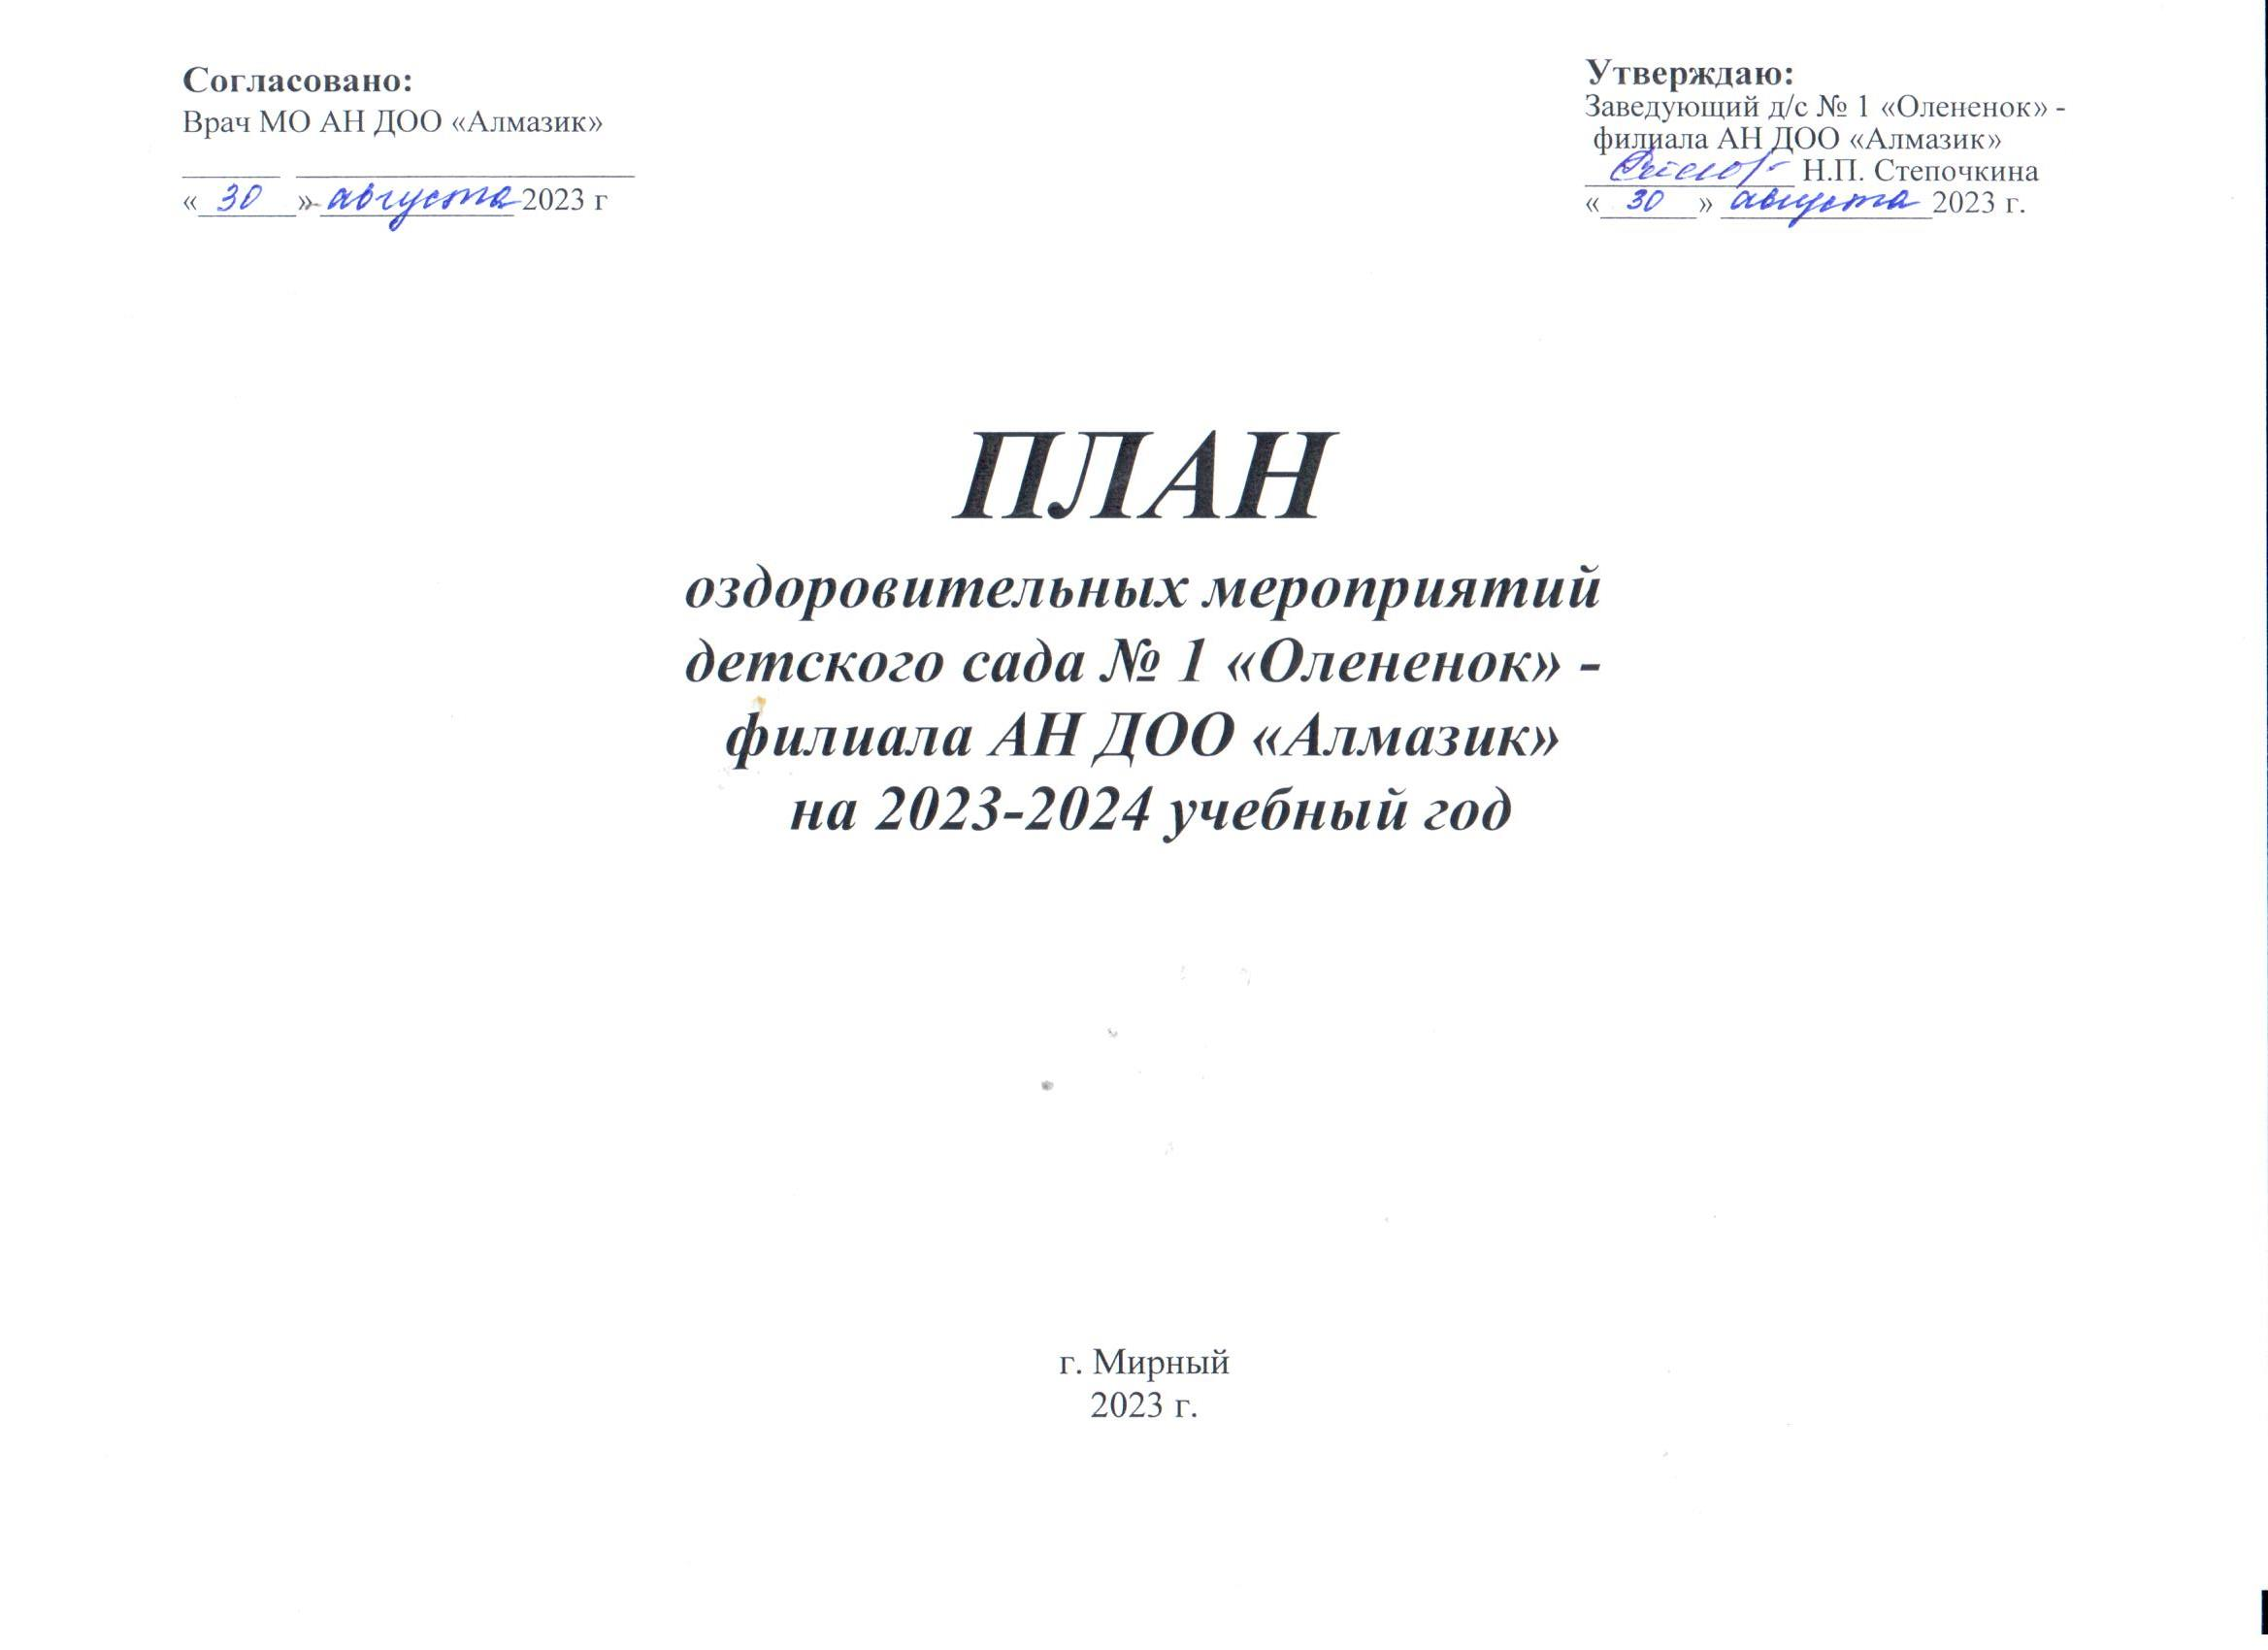 Согласовано:
Врач МО АН ДОО «Алмазик»
« 30 » августа 2023 г
Утверждаю:
Заведующий д/с № 1 «Олененок» -
филиала АН ДОО «Алмазик»
Н.П. Степочкина
« 30 » августа 2023 г.
ПЛАН
оздоровительных мероприятий
детского сада № 1 «Олененок» -
филиала АН ДОО «Алмазик»
на 2023-2024 учебный год
г. Мирный
2023 г.